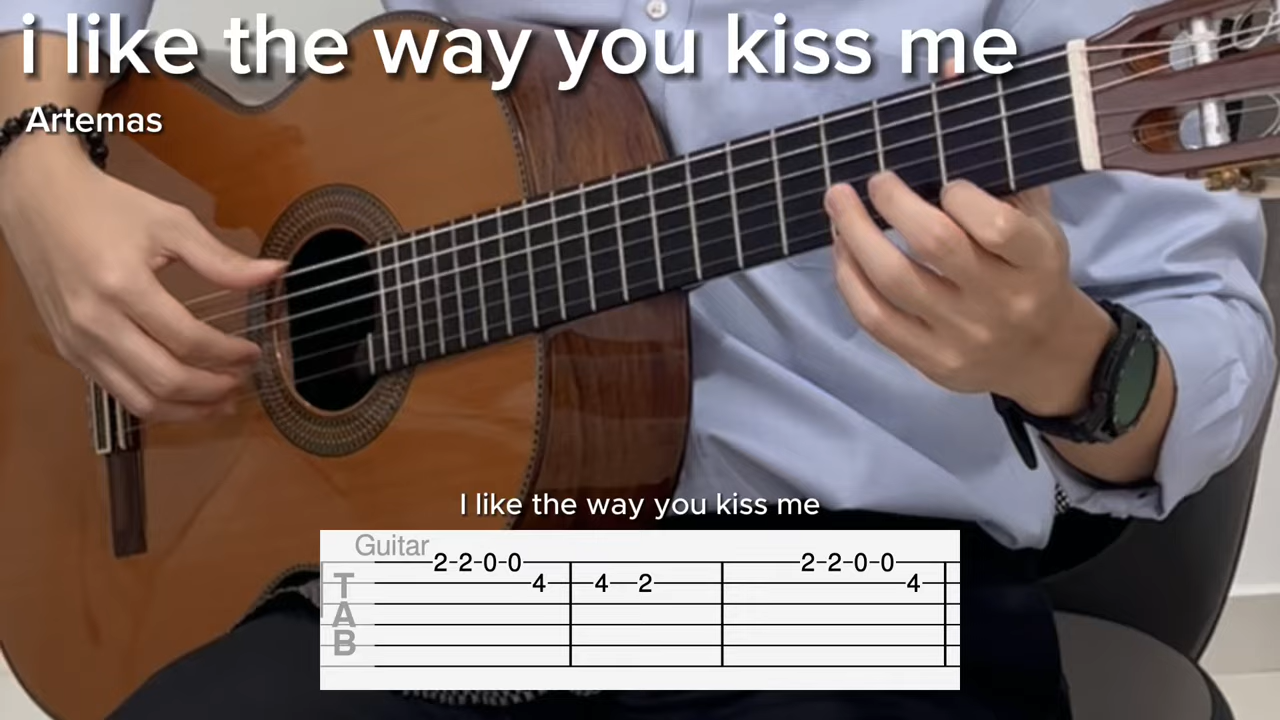 i like the way you kiss me
Artemas
I like the way you kiss me
Guitar
2-2-0-0 2-2-0-0
T 4 4 2 4
A
B